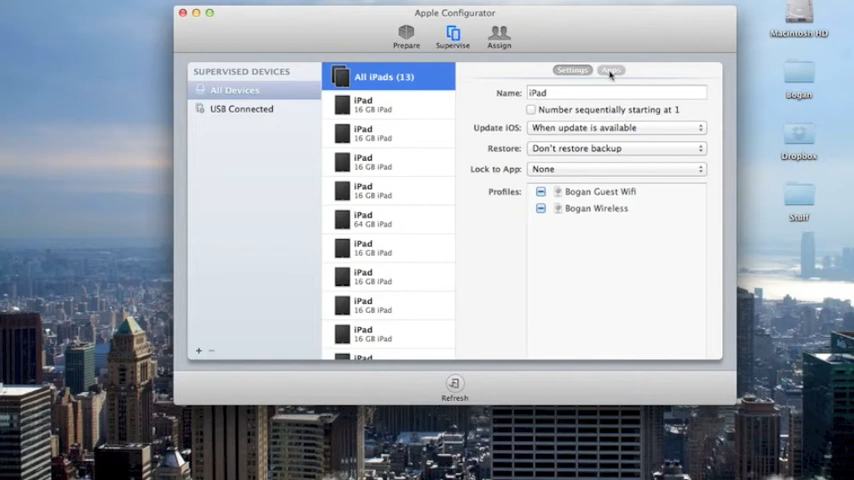 Apple Configurator
Prepare
Supervise
Assign
Macintosh HD
Bogan
Dropbox
Stuff
SUPERVISED DEVICES
All Devices
USB Connected
+ −
All iPads (13)
iPad
16 GB iPad
iPad
16 GB iPad
iPad
16 GB iPad
iPad
16 GB iPad
iPad
64 GB iPad
iPad
16 GB iPad
iPad
16 GB iPad
iPad
16 GB iPad
iPad
16 GB iPad
Settings
Apps
Name: iPad
Number sequentially starting at 1
Update iOS: When update is available
Restore: Don't restore backup
Lock to App: None
Profiles: Bogan Guest Wifi
Bogan Wireless
Refresh